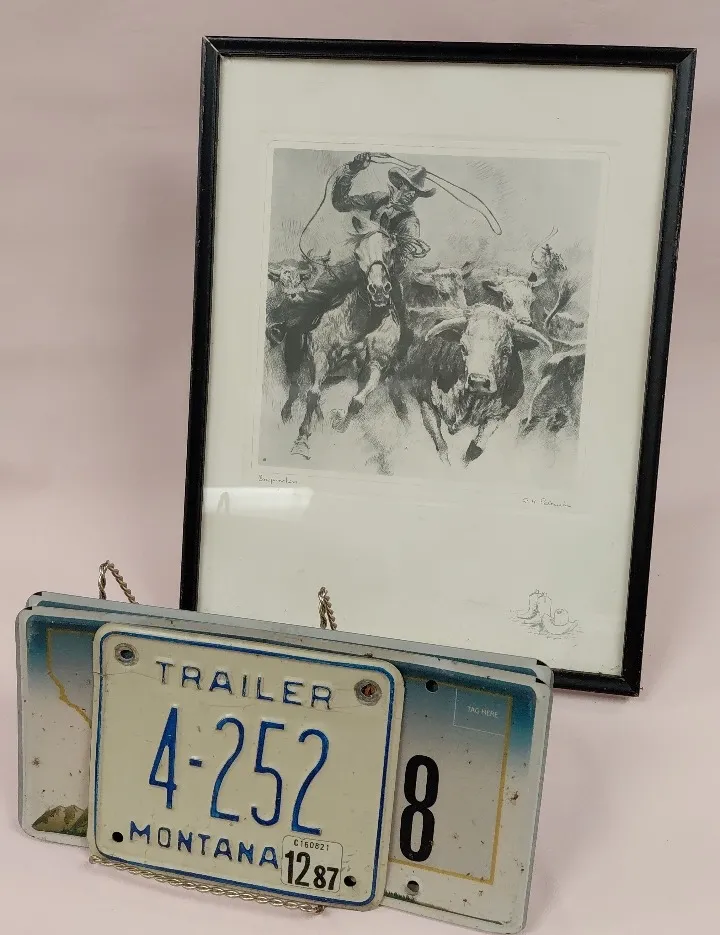 TRAILER
4-252
MONTANA
C160821
12 87
TAG HERE
8